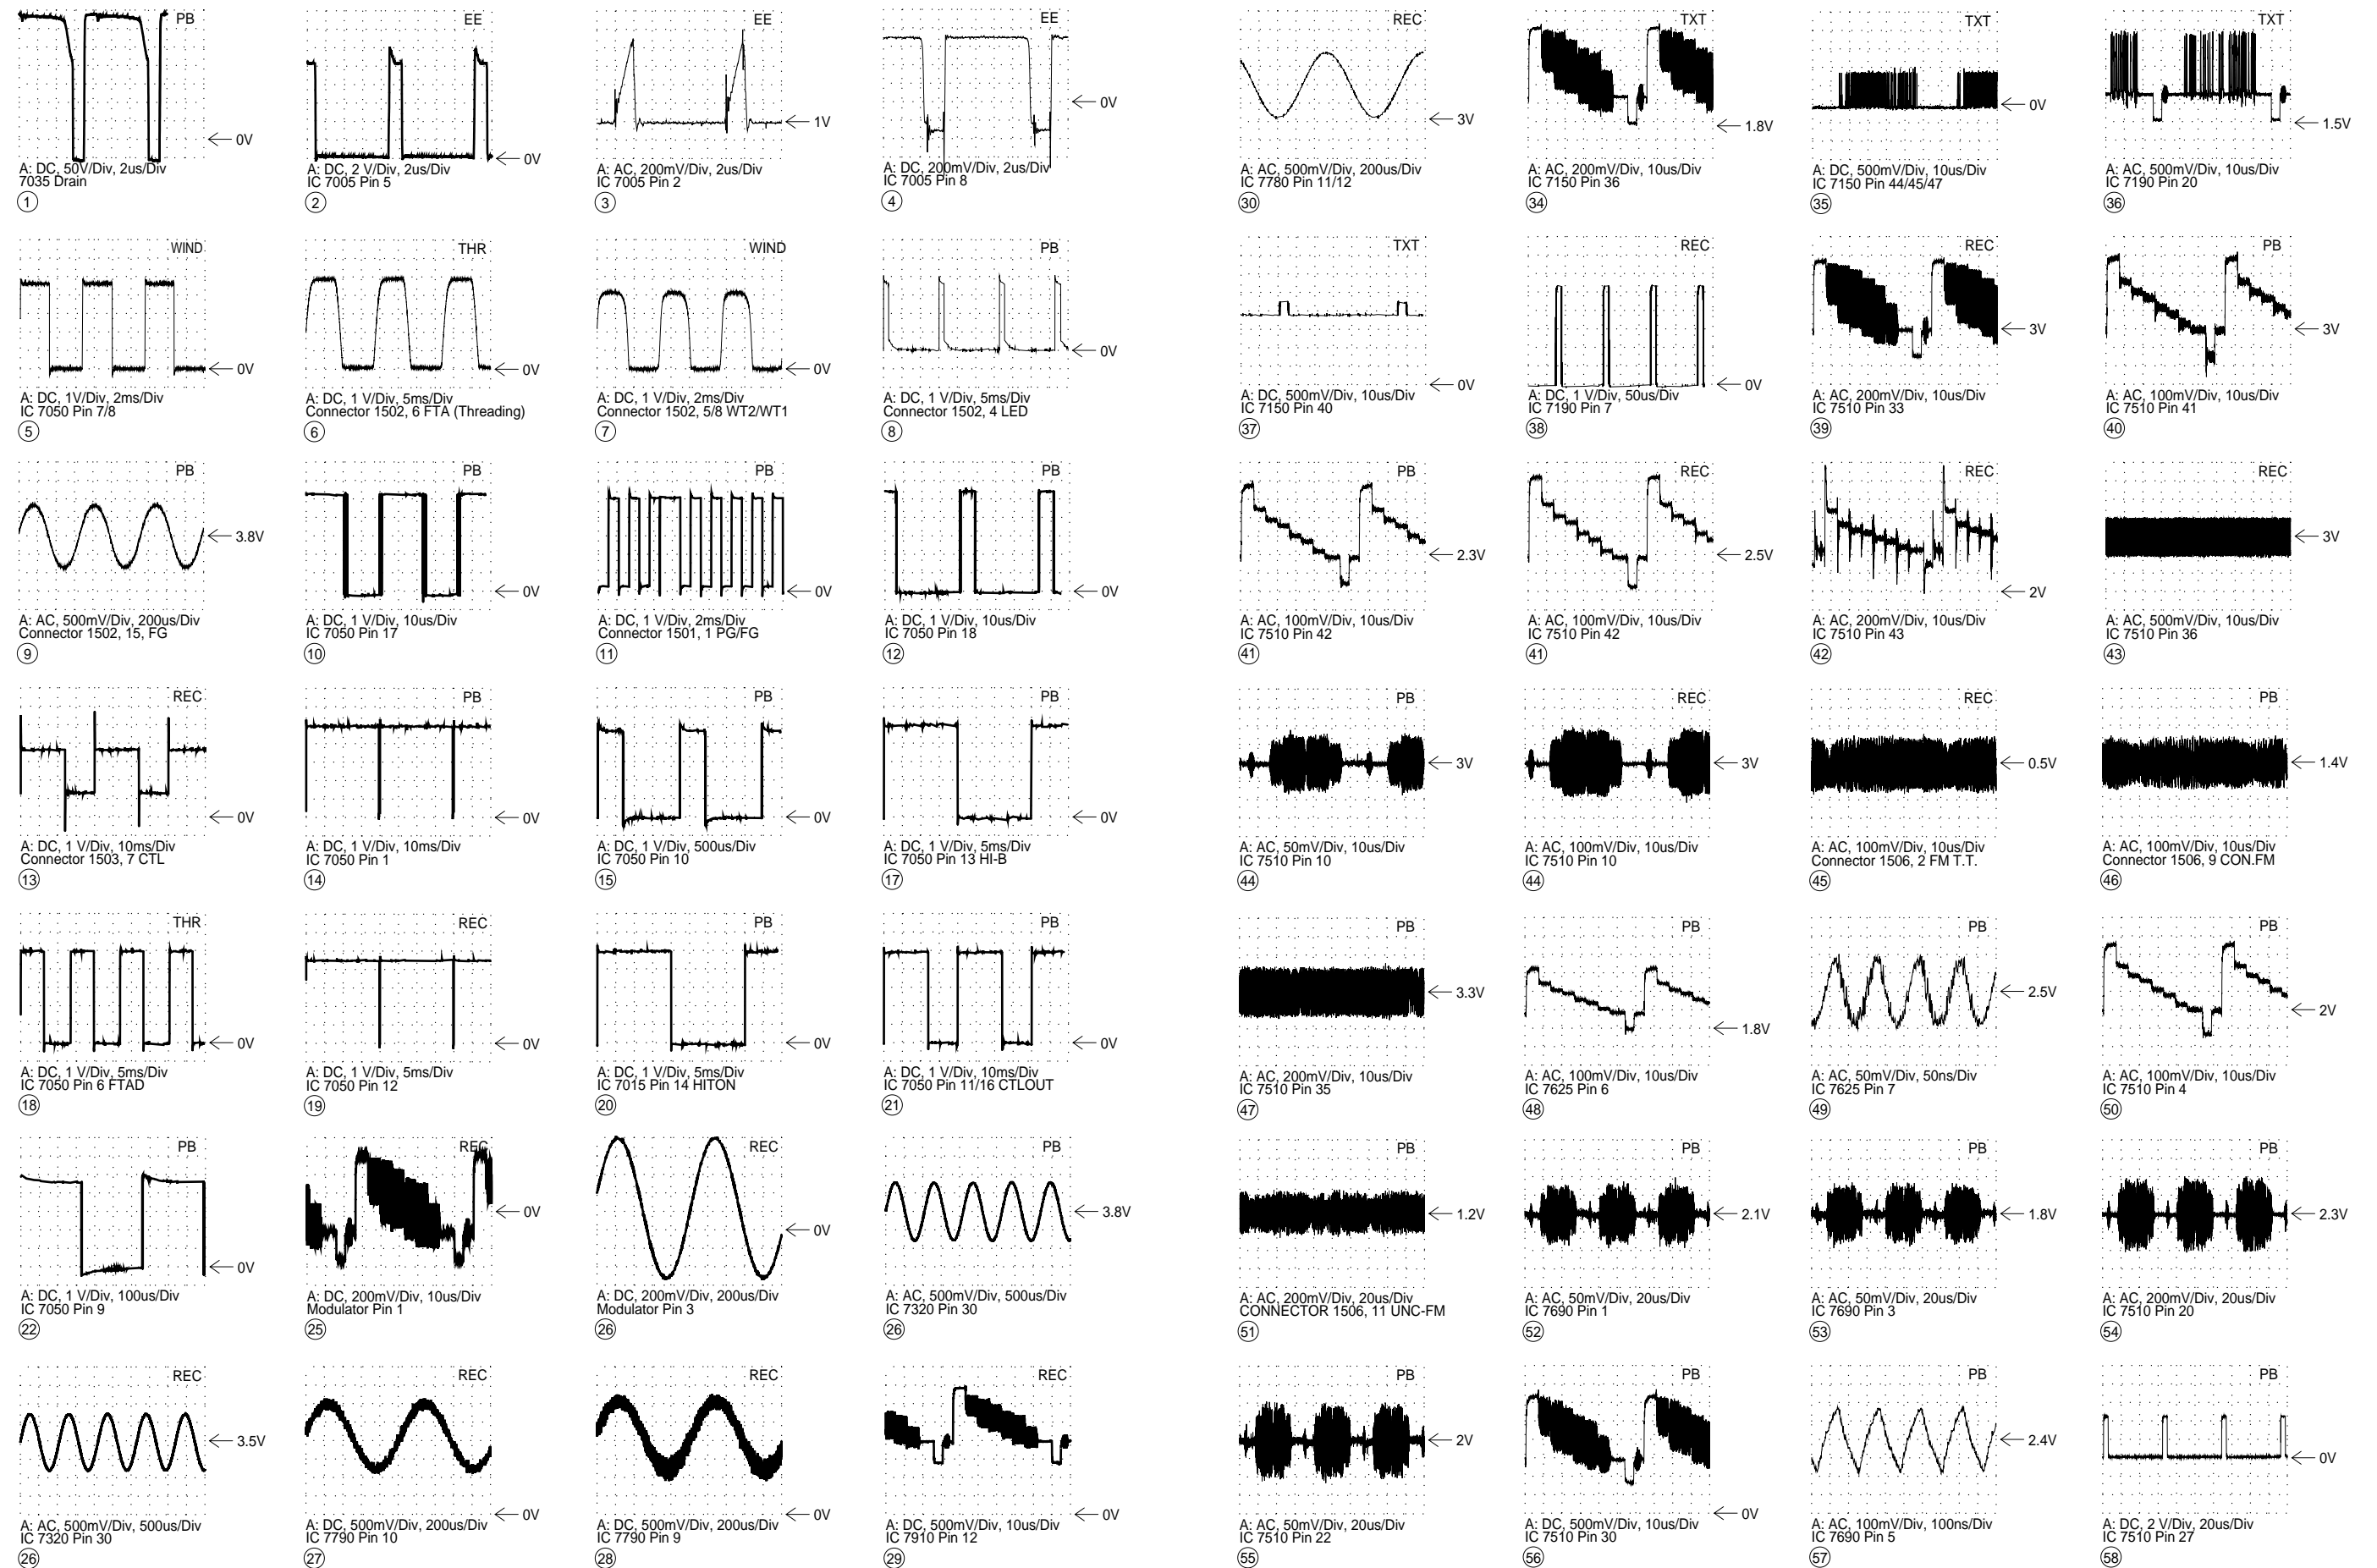 PB
0V
A: DC, 50V/Div, 2us/Div
7035 Drain
1
EE
0V
A: DC, 2 V/Div, 2us/Div
IC 7005 Pin 5
2
EE
1V
A: AC, 200mV/Div, 2us/Div
IC 7005 Pin 2
3
EE
0V
A: DC, 200mV/Div, 2us/Div
IC 7005 Pin 8
4
WIND
0V
A: DC, 1V/Div, 2ms/Div
IC 7050 Pin 7/8
5
THR
0V
A: DC, 1 V/Div, 5ms/Div
Connector 1502, 6 FTA (Threading)
6
WIND
0V
A: DC, 1 V/Div, 2ms/Div
Connector 1502, 5/8 WT2/WT1
7
PB
0V
A: DC, 1 V/Div, 5ms/Div
Connector 1502, 4 LED
8
PB
3.8V
A: AC, 500mV/Div, 200us/Div
Connector 1502, 15, FG
9
PB
0V
A: DC, 1 V/Div, 10us/Div
IC 7050 Pin 17
10
PB
0V
A: DC, 1 V/Div, 2ms/Div
Connector 1501, 1 PG/FG
11
PB
0V
A: DC, 1 V/Div, 10us/Div
IC 7050 Pin 18
12
REC
0V
A: DC, 1 V/Div, 10ms/Div
Connector 1503, 7 CTL
13
PB
0V
A: DC, 1 V/Div, 10ms/Div
IC 7050 Pin 1
14
PB
0V
A: DC, 1 V/Div, 500us/Div
IC 7050 Pin 10
15
PB
0V
A: DC, 1 V/Div, 5ms/Div
IC 7050 Pin 13 HI-B
17
THR
0V
A: DC, 1 V/Div, 5ms/Div
IC 7050 Pin 6 FTAD
18
REC
0V
A: DC, 1 V/Div, 5ms/Div
IC 7050 Pin 12
19
PB
0V
A: DC, 1 V/Div, 5ms/Div
IC 7015 Pin 14 HITON
20
PB
0V
A: DC, 1 V/Div, 10ms/Div
IC 7050 Pin 11/16 CTLOUT
21
PB
0V
A: DC, 1 V/Div, 100us/Div
IC 7050 Pin 9
22
REC
0V
A: DC, 200mV/Div, 10us/Div
Modulator Pin 1
25
REC
0V
A: DC, 200mV/Div, 200us/Div
Modulator Pin 3
26
PB
3.8V
A: AC, 500mV/Div, 500us/Div
IC 7320 Pin 30
26
REC
3.5V
A: AC, 500mV/Div, 500us/Div
IC 7320 Pin 30
26
REC
0V
A: DC, 500mV/Div, 200us/Div
IC 7790 Pin 10
27
REC
0V
A: DC, 500mV/Div, 200us/Div
IC 7790 Pin 9
28
REC
0V
A: DC, 500mV/Div, 10us/Div
IC 7910 Pin 12
29
REC
3V
A: AC, 500mV/Div, 200us/Div
IC 7780 Pin 11/12
30
TXT
1.8V
A: AC, 200mV/Div, 10us/Div
IC 7150 Pin 36
34
TXT
0V
A: DC, 500mV/Div, 10us/Div
IC 7150 Pin 44/45/47
35
TXT
1.5V
A: AC, 500mV/Div, 10us/Div
IC 7190 Pin 20
36
TXT
0V
A: DC, 500mV/Div, 10us/Div
IC 7150 Pin 40
37
REC
0V
A: DC, 1 V/Div, 50us/Div
IC 7190 Pin 7
38
REC
3V
A: AC, 200mV/Div, 10us/Div
IC 7510 Pin 33
39
PB
3V
A: AC, 100mV/Div, 10us/Div
IC 7510 Pin 41
40
PB
2.3V
A: AC, 100mV/Div, 10us/Div
IC 7510 Pin 42
41
REC
2.5V
A: AC, 100mV/Div, 10us/Div
IC 7510 Pin 42
41
REC
2V
A: AC, 200mV/Div, 10us/Div
IC 7510 Pin 43
42
REC
3V
A: AC, 500mV/Div, 10us/Div
IC 7510 Pin 36
43
PB
3V
A: AC, 50mV/Div, 10us/Div
IC 7510 Pin 10
44
REC
3V
A: AC, 100mV/Div, 10us/Div
IC 7510 Pin 10
44
REC
0.5V
A: AC, 100mV/Div, 10us/Div
Connector 1506, 2 FM T.T.
45
PB
1.4V
A: AC, 100mV/Div, 10us/Div
Connector 1506, 9 CON.FM
46
PB
3.3V
A: AC, 200mV/Div, 10us/Div
IC 7510 Pin 35
47
PB
1.8V
A: AC, 100mV/Div, 10us/Div
IC 7625 Pin 6
48
PB
2.5V
A: AC, 50mV/Div, 50ns/Div
IC 7625 Pin 7
49
PB
2V
A: AC, 100mV/Div, 10us/Div
IC 7510 Pin 4
50
PB
1.2V
A: AC, 200mV/Div, 20us/Div
CONNECTOR 1506, 11 UNC-FM
51
PB
2.1V
A: AC, 50mV/Div, 20us/Div
IC 7690 Pin 1
52
PB
1.8V
A: AC, 50mV/Div, 20us/Div
IC 7690 Pin 3
53
PB
2.3V
A: AC, 200mV/Div, 20us/Div
IC 7510 Pin 20
54
PB
2V
A: AC, 50mV/Div, 20us/Div
IC 7510 Pin 22
55
PB
0V
A: DC, 500mV/Div, 10us/Div
IC 7510 Pin 30
56
PB
2.4V
A: AC, 100mV/Div, 100ns/Div
IC 7690 Pin 5
57
PB
0V
A: DC, 2 V/Div, 20us/Div
IC 7510 Pin 27
58